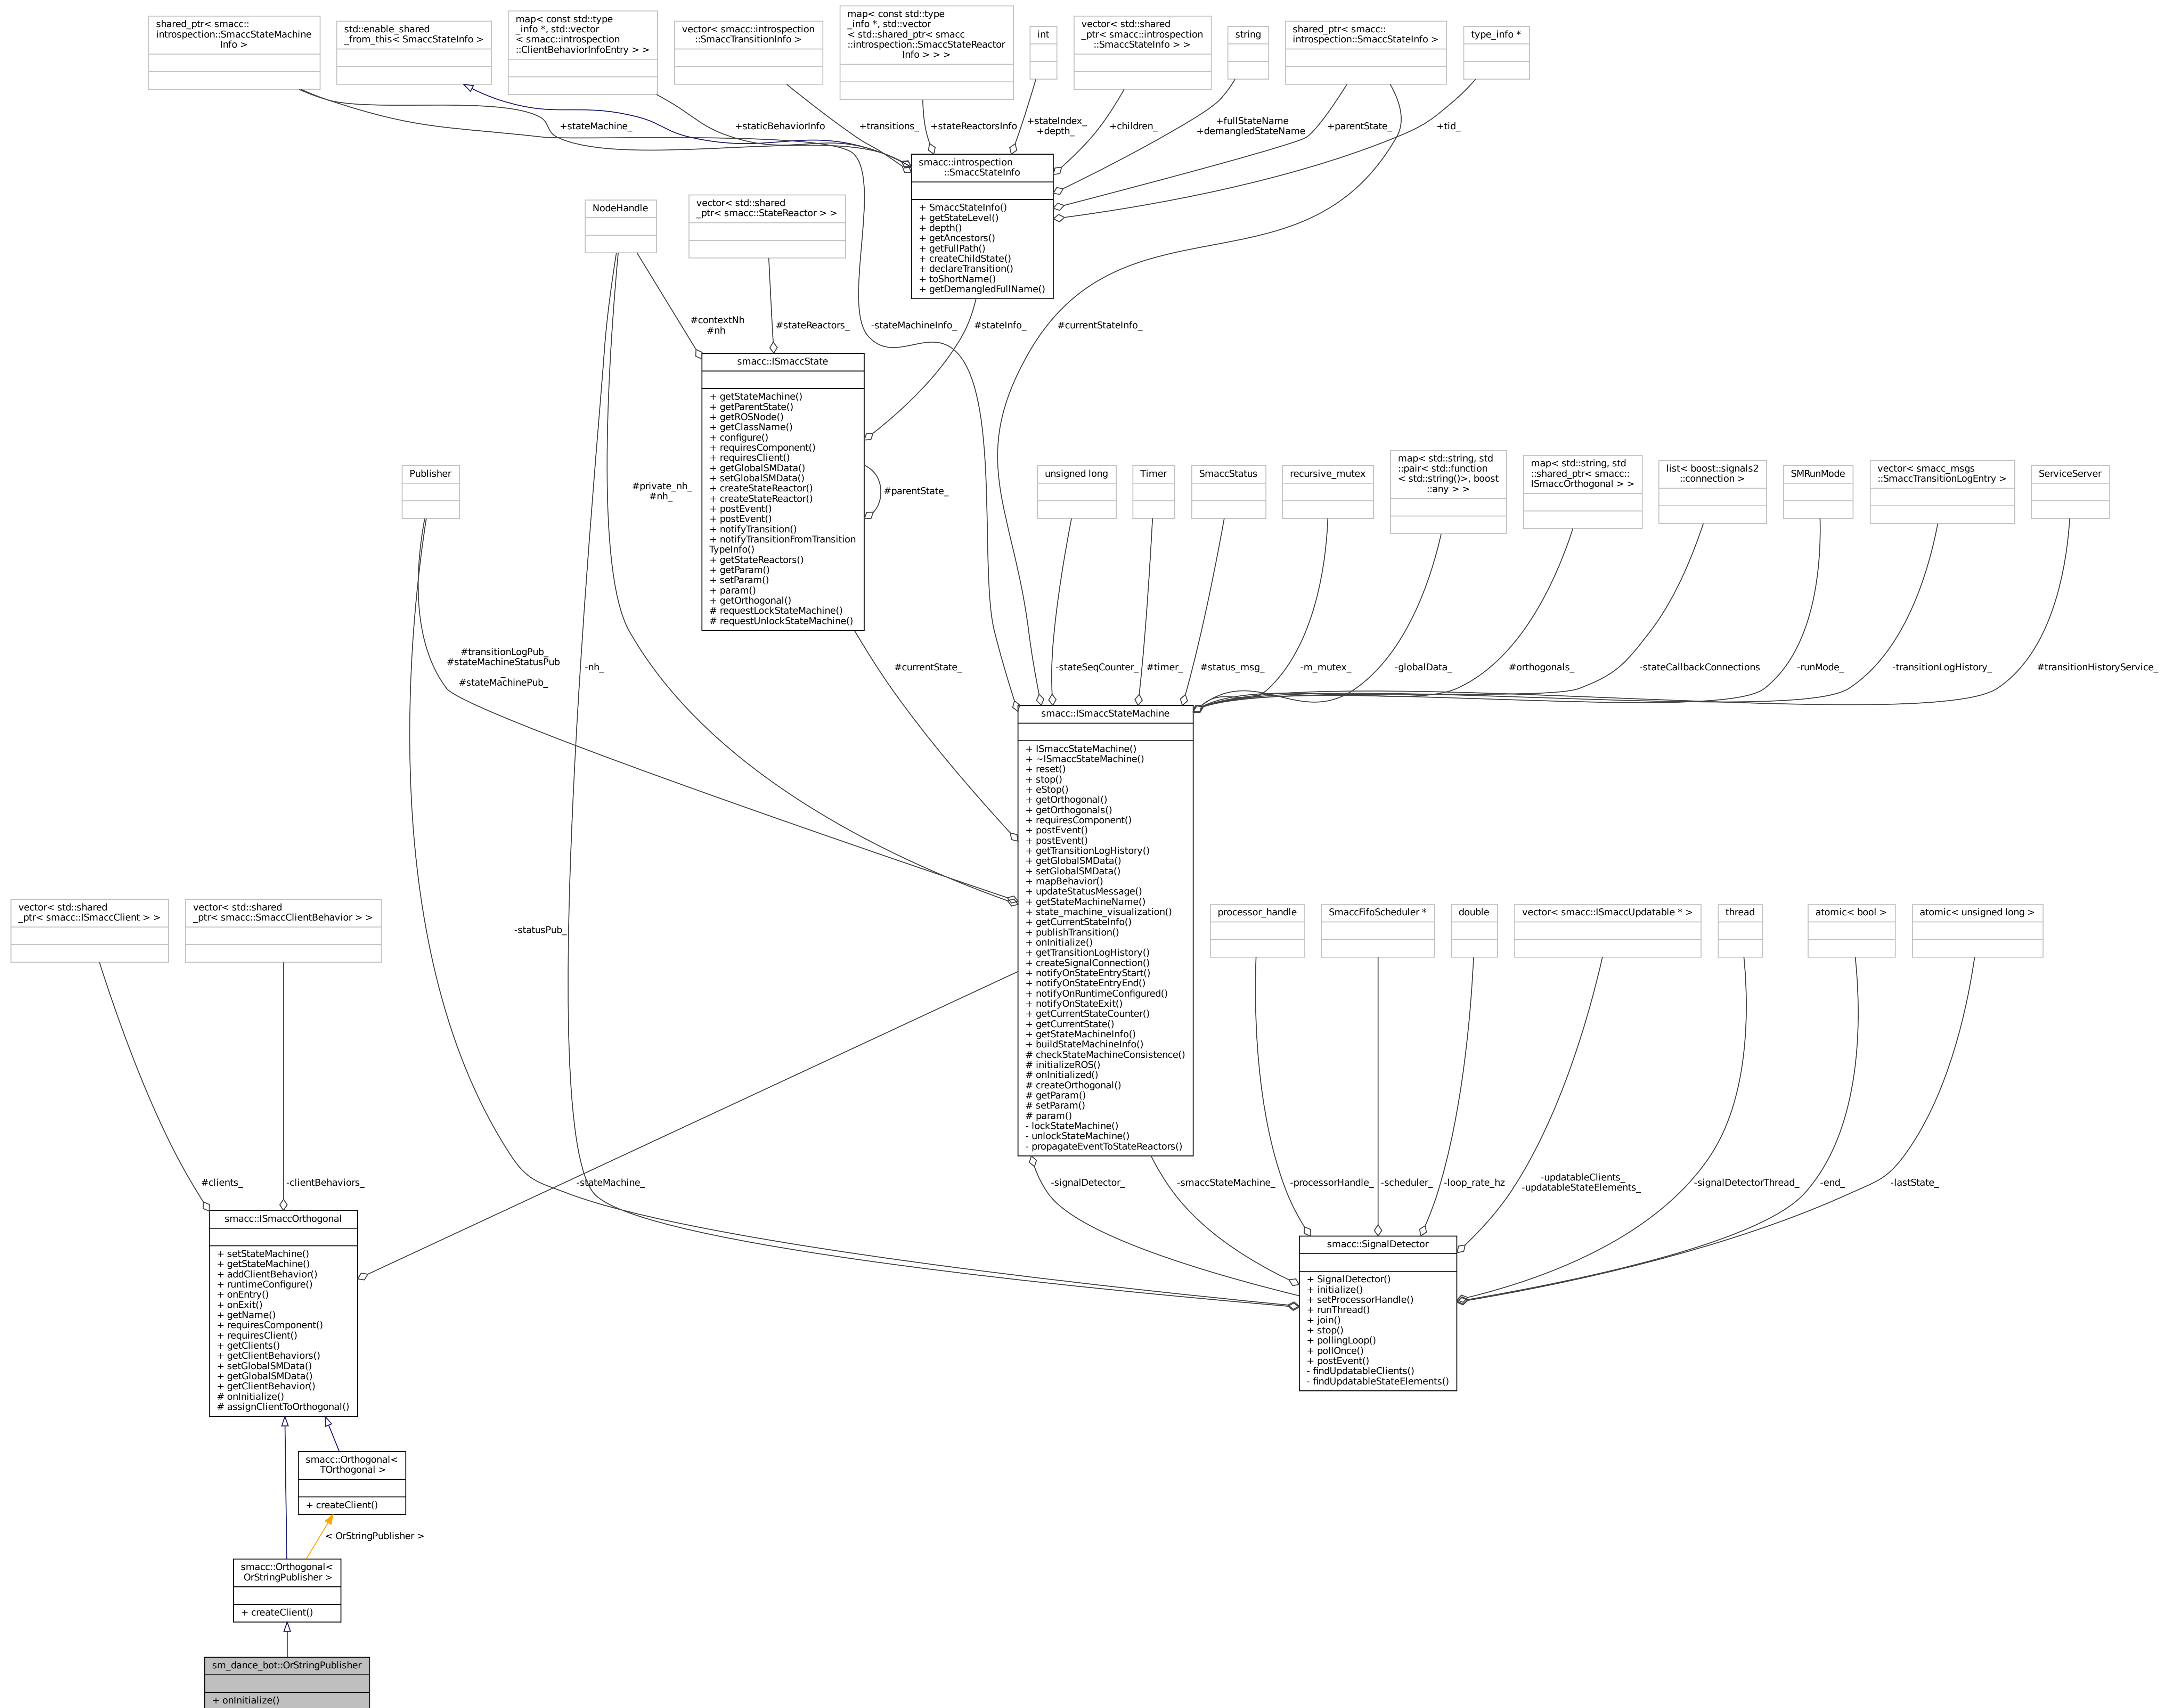 shared_ptr< smacc::
introspection::SmaccStateMachine
Info >
std::enable_shared
_from_this< SmaccStateInfo >
map< const std::type
_info *, std::vector
< smacc::introspection
::ClientBehaviorInfoEntry > >
vector< smacc::introspection
::SmaccTransitionInfo >
map< const std::type
_info *, std::vector
< std::shared_ptr< smacc
::introspection::SmaccStateReactor
Info > > >
int
vector< std::shared
_ptr< smacc::introspection
::SmaccStateInfo > >
string
shared_ptr< smacc::
introspection::SmaccStateInfo >
type_info *
+stateMachine_
+staticBehaviorInfo
+transitions_
+stateReactorsInfo
+stateIndex_
+depth_
+children_
+fullStateName
+demangledStateName
+parentState_
+tid_
smacc::introspection
::SmaccStateInfo
+ SmaccStateInfo()
+ getStateLevel()
+ depth()
+ getAncestors()
+ getFullPath()
+ createChildState()
+ declareTransition()
+ toShortName()
+ getDemangledFullName()
NodeHandle
vector< std::shared
_ptr< smacc::StateReactor > >
#contextNh
#nh
#stateReactors_
-stateMachineInfo_
#stateInfo_
#currentStateInfo_
smacc::ISmaccState
+ getStateMachine()
+ getParentState()
+ getROSNode()
+ getClassName()
+ configure()
+ requiresComponent()
+ requiresClient()
+ getGlobalSMData()
+ setGlobalSMData()
+ createStateReactor()
+ createStateReactor()
+ postEvent()
+ postEvent()
+ notifyTransition()
+ notifyTransitionFromTransition
TypeInfo()
+ getStateReactors()
+ getParam()
+ setParam()
+ param()
+ getOrthogonal()
# requestLockStateMachine()
# requestUnlockStateMachine()
#parentState_
#private_nh_
#nh_
Publisher
unsigned long
Timer
SmaccStatus
recursive_mutex
map< std::string, std
::pair< std::function
< std::string()>, boost
::any > >
map< std::string, std
::shared_ptr< smacc::
ISmaccOrthogonal > >
list< boost::signals2
::connection >
SMRunMode
vector< smacc_msgs
::SmaccTransitionLogEntry >
ServiceServer
#transitionLogPub_
#stateMachineStatusPub
_
#stateMachinePub_
-nh_
#currentState_
-stateSeqCounter_
#timer_
#status_msg_
-m_mutex_
-globalData_
#orthogonals_
-stateCallbackConnections
-runMode_
-transitionLogHistory_
#transitionHistoryService_
smacc::ISmaccStateMachine
+ ISmaccStateMachine()
+ ~ISmaccStateMachine()
+ reset()
+ stop()
+ eStop()
+ getOrthogonal()
+ getOrthogonals()
+ requiresComponent()
+ postEvent()
+ postEvent()
+ getTransitionLogHistory()
+ getGlobalSMData()
+ setGlobalSMData()
+ mapBehavior()
+ updateStatusMessage()
+ getStateMachineName()
+ state_machine_visualization()
+ getCurrentStateInfo()
+ publishTransition()
+ onInitialize()
+ getTransitionLogHistory()
+ createSignalConnection()
+ notifyOnStateEntryStart()
+ notifyOnStateEntryEnd()
+ notifyOnRuntimeConfigured()
+ notifyOnStateExit()
+ getCurrentStateCounter()
+ getCurrentState()
+ getStateMachineInfo()
+ buildStateMachineInfo()
# checkStateMachineConsistence()
# initializeROS()
# onInitialized()
# createOrthogonal()
# getParam()
# setParam()
# param()
- lockStateMachine()
- unlockStateMachine()
- propagateEventToStateReactors()
vector< std::shared
_ptr< smacc::ISmaccClient > >
vector< std::shared
_ptr< smacc::SmaccClientBehavior > >
-statusPub_
processor_handle
SmaccFifoScheduler *
double
vector< smacc::ISmaccUpdatable * >
thread
atomic< bool >
atomic< unsigned long >
#clients_
-clientBehaviors_
-stateMachine_
-signalDetector_
-smaccStateMachine_
-processorHandle_
-scheduler_
-loop_rate_hz
-updatableClients_
-updatableStateElements_
-signalDetectorThread_
-end_
-lastState_
smacc::ISmaccOrthogonal
+ setStateMachine()
+ getStateMachine()
+ addClientBehavior()
+ runtimeConfigure()
+ onEntry()
+ onExit()
+ getName()
+ requiresComponent()
+ requiresClient()
+ getClients()
+ getClientBehaviors()
+ setGlobalSMData()
+ getGlobalSMData()
+ getClientBehavior()
# onInitialize()
# assignClientToOrthogonal()
smacc::SignalDetector
+ SignalDetector()
+ initialize()
+ setProcessorHandle()
+ runThread()
+ join()
+ stop()
+ pollingLoop()
+ pollOnce()
+ postEvent()
- findUpdatableClients()
- findUpdatableStateElements()
smacc::Orthogonal<
TOrthogonal >
+ createClient()
< OrStringPublisher >
smacc::Orthogonal<
OrStringPublisher >
+ createClient()
sm_dance_bot::OrStringPublisher
+ onInitialize()